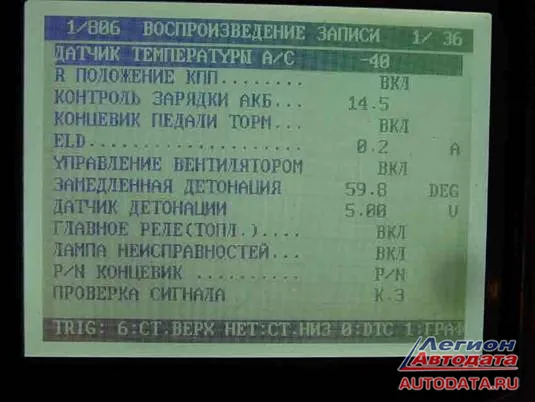 1/806 ВОСПРОИЗВЕДЕНИЕ ЗАПИСИ 1/ 36
ДАТЧИК ТЕМПЕРАТУРЫ A/C -40
R ПОЛОЖЕНИЕ КПП........ ВКЛ
КОНТРОЛЬ ЗАРЯДКИ АКБ... 14.5
КОНЦЕВИК ПЕДАЛИ ТОРМ... ВКЛ
ELD.................... 0.2 A
УПРАВЛЕНИЕ ВЕНТИЛЯТОРОМ ВКЛ
ЗАМЕДЛЕННАЯ ДЕТОНАЦИЯ 59.8 DEG
ДАТЧИК ДЕТОНАЦИИ 5.00 V
ГЛАВНОЕ РЕЛЕ(ТОПЛ.).... ВКЛ
ЛАМПА НЕИСПРАВНОСТЕЙ... ВКЛ
P/N КОНЦЕВИК .......... P/N
ПРОВЕРКА СИГНАЛА К.З
TRIG: 6:СТ.ВЕРХ НЕТ:СТ.НИЗ 0:DTC 1:ГРАФ
Легион
Автодата
AUTODATA.RU